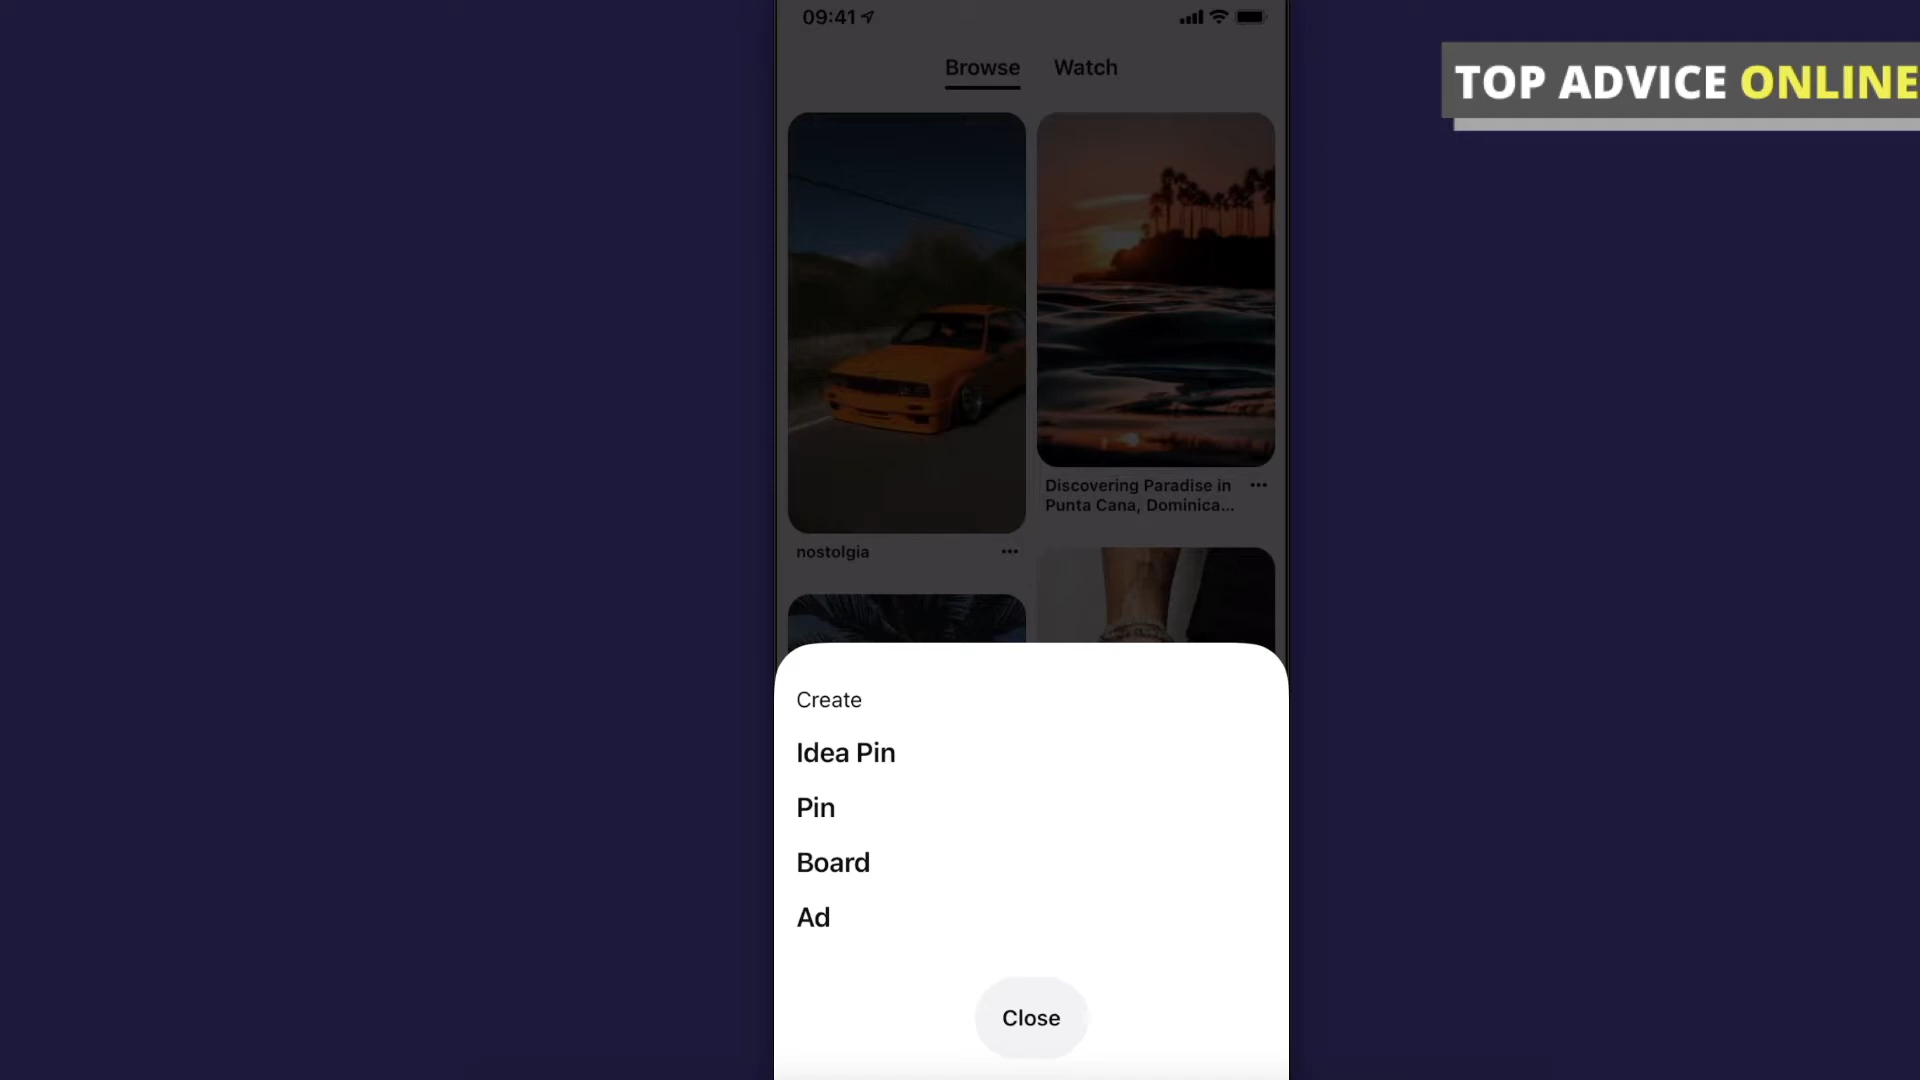 09:41
TOP ADVICE ONLINE
Browse Watch
Discovering Paradise in
Punta Cana, Dominica...
nostolgia
Create
Idea Pin
Pin
Board
Ad
Close